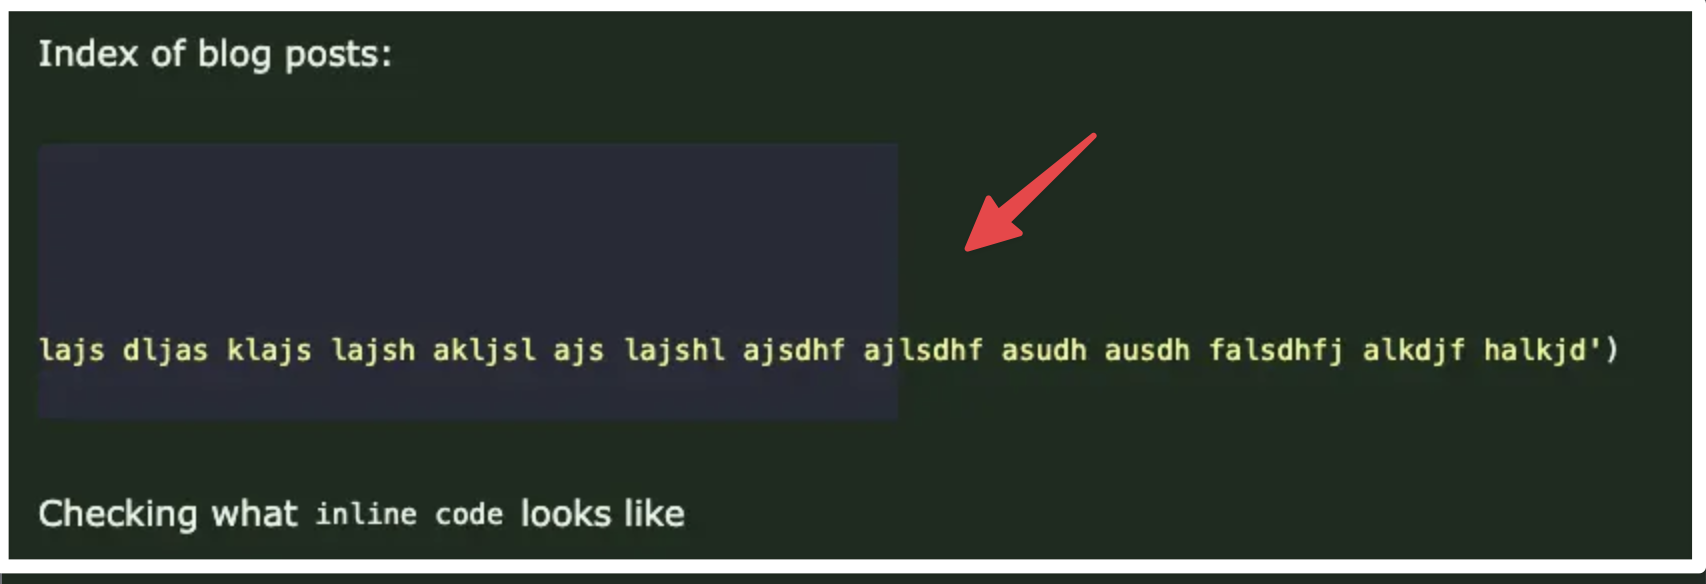 Index of blog posts:
lajs dljas klajs lajsh akljsl ajs lajshl ajsdhf ajlsdhf asudh ausdh falsdhfj alkdjf halkjd')
Checking what inline code looks like